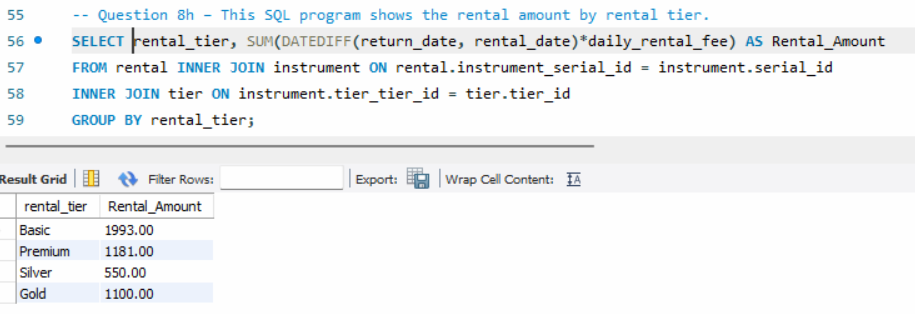 55 -- Question 8h – This SQL program shows the rental amount by rental tier.
56 SELECT rental_tier, SUM(DATEDIFF(return_date, rental_date)*daily_rental_fee) AS Rental_Amount
57 FROM rental INNER JOIN instrument ON rental.instrument_serial_id = instrument.serial_id
58 INNER JOIN tier ON instrument.tier_tier_id = tier.tier_id
59 GROUP BY rental_tier;
Result Grid Filter Rows: Export: Wrap Cell Content: IA
rental_tier Rental_Amount
Basic 1993.00
Premium 1181.00
Silver 550.00
Gold 1100.00